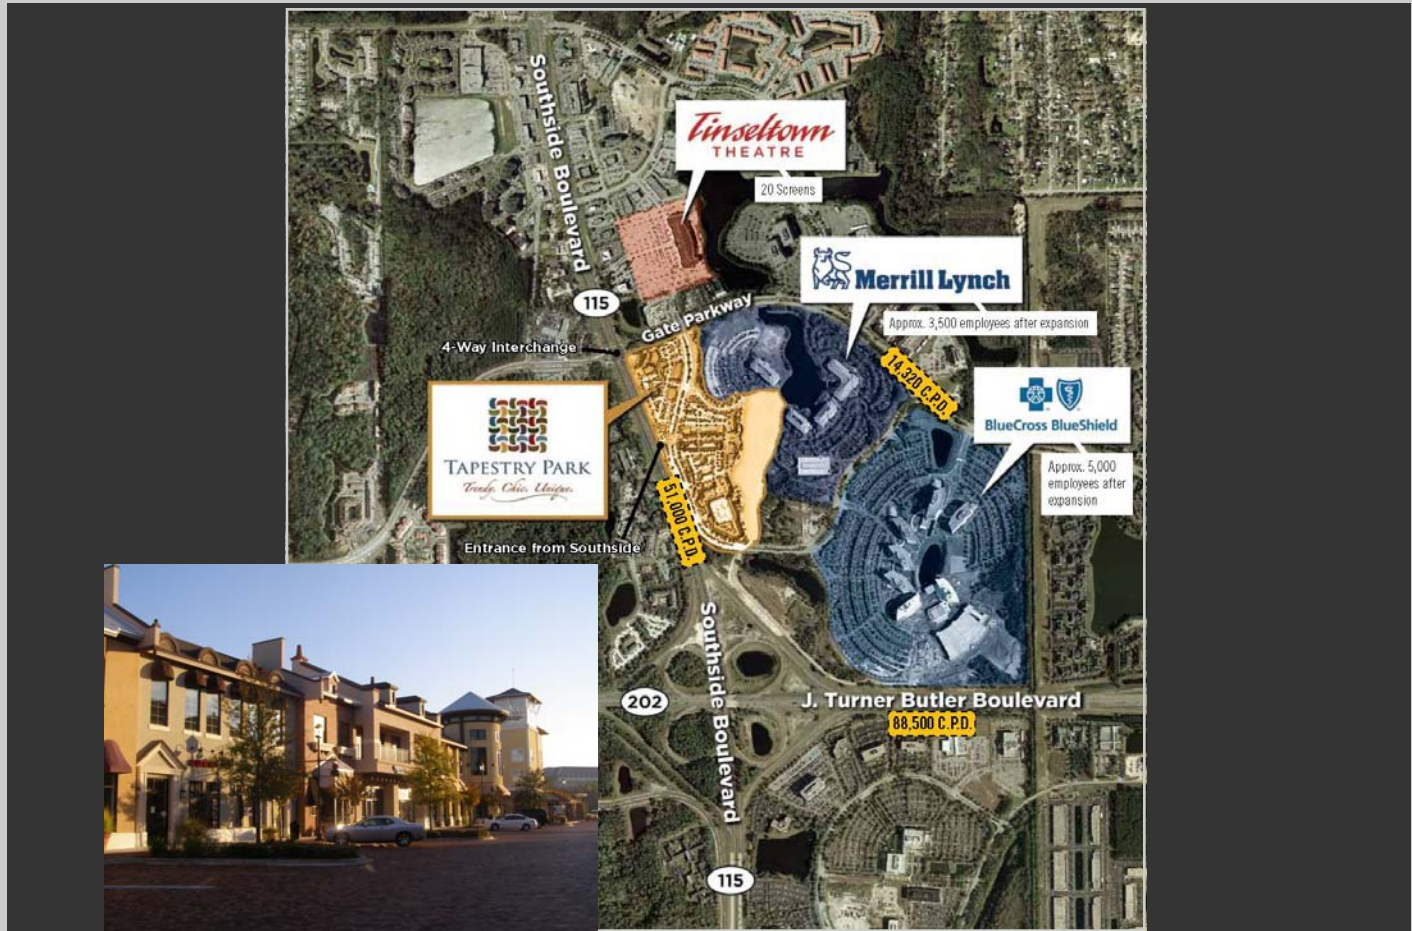 Southside Boulevard
Tinseltown
THEATRE
20 Screens
Merrill Lynch
115
Gate Parkway
Approx. 3,500 employees after expansion
4-Way Interchange
14,320 C.P.D.
TAPESTRY PARK
Trendy. Chic. Unique.
BlueCross BlueShield
Approx. 5,000
employees after
expansion
51,000 C.P.D.
Entrance from Southside
Southside Boulevard
202
J. Turner Butler Boulevard
88,500 C.P.D.
115